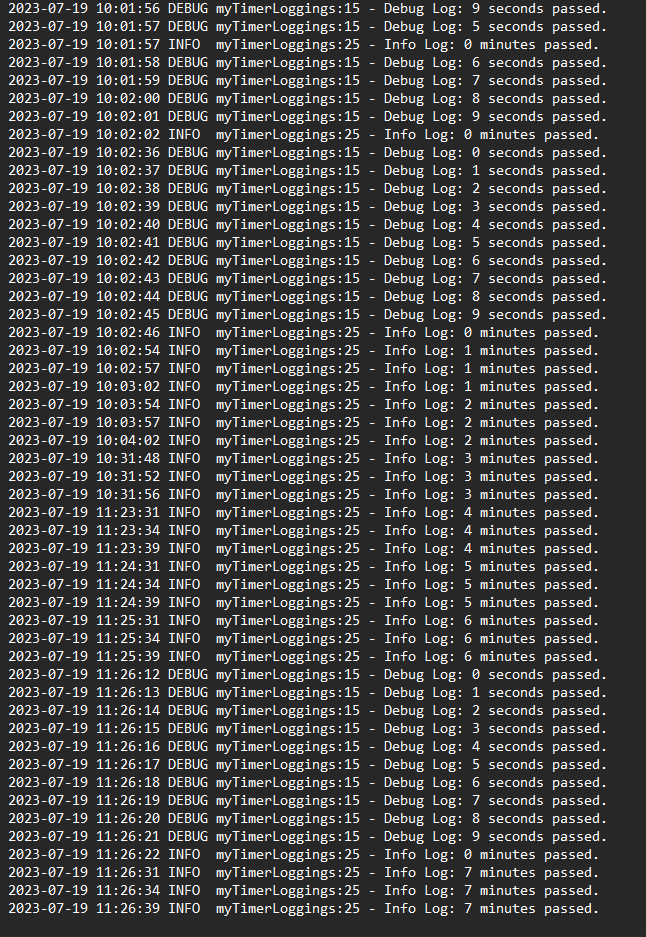 2023-07-19 10:01:56 DEBUG myTimerLoggings:15 - Debug Log: 9 seconds passed.
2023-07-19 10:01:57 DEBUG myTimerLoggings:15 - Debug Log: 5 seconds passed.
2023-07-19 10:01:57 INFO  myTimerLoggings:25 - Info Log: 0 minutes passed.
2023-07-19 10:01:58 DEBUG myTimerLoggings:15 - Debug Log: 6 seconds passed.
2023-07-19 10:01:59 DEBUG myTimerLoggings:15 - Debug Log: 7 seconds passed.
2023-07-19 10:02:00 DEBUG myTimerLoggings:15 - Debug Log: 8 seconds passed.
2023-07-19 10:02:01 DEBUG myTimerLoggings:15 - Debug Log: 9 seconds passed.
2023-07-19 10:02:02 INFO  myTimerLoggings:25 - Info Log: 0 minutes passed.
2023-07-19 10:02:36 DEBUG myTimerLoggings:15 - Debug Log: 0 seconds passed.
2023-07-19 10:02:37 DEBUG myTimerLoggings:15 - Debug Log: 1 seconds passed.
2023-07-19 10:02:38 DEBUG myTimerLoggings:15 - Debug Log: 2 seconds passed.
2023-07-19 10:02:39 DEBUG myTimerLoggings:15 - Debug Log: 3 seconds passed.
2023-07-19 10:02:40 DEBUG myTimerLoggings:15 - Debug Log: 4 seconds passed.
2023-07-19 10:02:41 DEBUG myTimerLoggings:15 - Debug Log: 5 seconds passed.
2023-07-19 10:02:42 DEBUG myTimerLoggings:15 - Debug Log: 6 seconds passed.
2023-07-19 10:02:43 DEBUG myTimerLoggings:15 - Debug Log: 7 seconds passed.
2023-07-19 10:02:44 DEBUG myTimerLoggings:15 - Debug Log: 8 seconds passed.
2023-07-19 10:02:45 DEBUG myTimerLoggings:15 - Debug Log: 9 seconds passed.
2023-07-19 10:02:46 INFO  myTimerLoggings:25 - Info Log: 0 minutes passed.
2023-07-19 10:02:54 INFO  myTimerLoggings:25 - Info Log: 1 minutes passed.
2023-07-19 10:02:57 INFO  myTimerLoggings:25 - Info Log: 1 minutes passed.
2023-07-19 10:03:02 INFO  myTimerLoggings:25 - Info Log: 1 minutes passed.
2023-07-19 10:03:54 INFO  myTimerLoggings:25 - Info Log: 2 minutes passed.
2023-07-19 10:03:57 INFO  myTimerLoggings:25 - Info Log: 2 minutes passed.
2023-07-19 10:04:02 INFO  myTimerLoggings:25 - Info Log: 2 minutes passed.
2023-07-19 10:31:48 INFO  myTimerLoggings:25 - Info Log: 3 minutes passed.
2023-07-19 10:31:52 INFO  myTimerLoggings:25 - Info Log: 3 minutes passed.
2023-07-19 10:31:56 INFO  myTimerLoggings:25 - Info Log: 3 minutes passed.
2023-07-19 11:23:31 INFO  myTimerLoggings:25 - Info Log: 4 minutes passed.
2023-07-19 11:23:34 INFO  myTimerLoggings:25 - Info Log: 4 minutes passed.
2023-07-19 11:23:39 INFO  myTimerLoggings:25 - Info Log: 4 minutes passed.
2023-07-19 11:24:31 INFO  myTimerLoggings:25 - Info Log: 5 minutes passed.
2023-07-19 11:24:34 INFO  myTimerLoggings:25 - Info Log: 5 minutes passed.
2023-07-19 11:24:39 INFO  myTimerLoggings:25 - Info Log: 5 minutes passed.
2023-07-19 11:25:31 INFO  myTimerLoggings:25 - Info Log: 6 minutes passed.
2023-07-19 11:25:34 INFO  myTimerLoggings:25 - Info Log: 6 minutes passed.
2023-07-19 11:25:39 INFO  myTimerLoggings:25 - Info Log: 6 minutes passed.
2023-07-19 11:26:12 DEBUG myTimerLoggings:15 - Debug Log: 0 seconds passed.
2023-07-19 11:26:13 DEBUG myTimerLoggings:15 - Debug Log: 1 seconds passed.
2023-07-19 11:26:14 DEBUG myTimerLoggings:15 - Debug Log: 2 seconds passed.
2023-07-19 11:26:15 DEBUG myTimerLoggings:15 - Debug Log: 3 seconds passed.
2023-07-19 11:26:16 DEBUG myTimerLoggings:15 - Debug Log: 4 seconds passed.
2023-07-19 11:26:17 DEBUG myTimerLoggings:15 - Debug Log: 5 seconds passed.
2023-07-19 11:26:18 DEBUG myTimerLoggings:15 - Debug Log: 6 seconds passed.
2023-07-19 11:26:19 DEBUG myTimerLoggings:15 - Debug Log: 7 seconds passed.
2023-07-19 11:26:20 DEBUG myTimerLoggings:15 - Debug Log: 8 seconds passed.
2023-07-19 11:26:21 DEBUG myTimerLoggings:15 - Debug Log: 9 seconds passed.
2023-07-19 11:26:22 INFO  myTimerLoggings:25 - Info Log: 0 minutes passed.
2023-07-19 11:26:31 INFO  myTimerLoggings:25 - Info Log: 7 minutes passed.
2023-07-19 11:26:34 INFO  myTimerLoggings:25 - Info Log: 7 minutes passed.
2023-07-19 11:26:39 INFO  myTimerLoggings:25 - Info Log: 7 minutes passed.